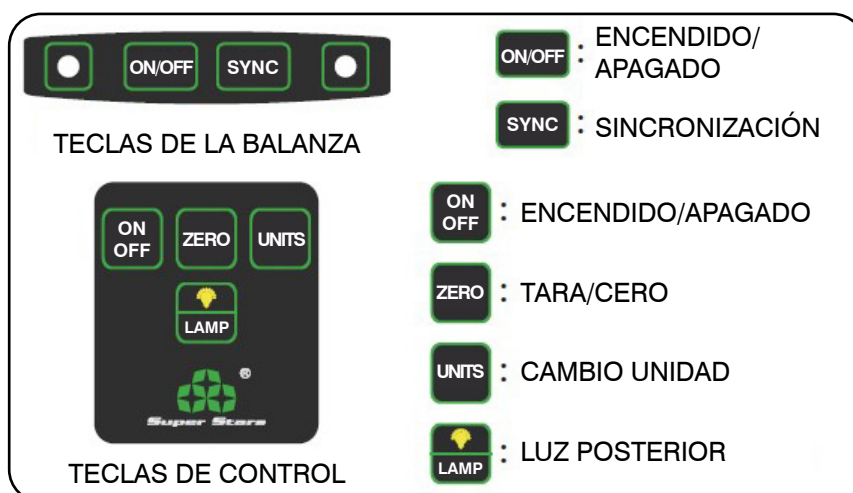 ON/OFF SYNC
TECLAS DE LA BALANZA
ON/OFF : ENCENDIDO/
APAGADO
SYNC : SINCRONIZACIÓN
ON
OFF
ZERO
UNITS
LAMP
®
Super Stars
TECLAS DE CONTROL
ON
OFF
: ENCENDIDO/APAGADO
ZERO : TARA/CERO
UNITS : CAMBIO UNIDAD
LAMP : LUZ POSTERIOR